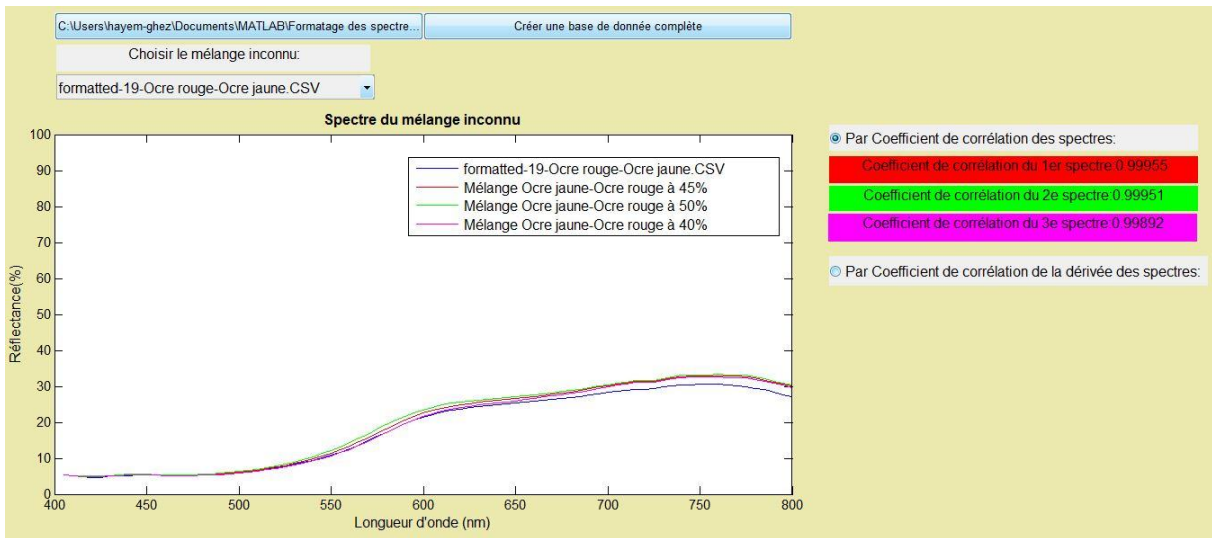 C:\Users\hayem-ghez\Documents\MATLAB\Formatage des spectre...
Créer une base de donnée complète
Choisir le mélange inconnu:
formatted-19-Ocre rouge-Ocre jaune.CSV
Spectre du mélange inconnu
100
90
80
70
60
50
40
30
20
10
0
Réflectance(%)
400
450
500
550
600
650
700
750
800
Longueur d'onde (nm)
formatted-19-Ocre rouge-Ocre jaune.CSV
Mélange Ocre jaune-Ocre rouge à 45%
Mélange Ocre jaune-Ocre rouge à 50%
Mélange Ocre jaune-Ocre rouge à 40%
Par Coefficient de corrélation des spectres:
Coefficient de corrélation du 1er spectre:0.99955
Coefficient de corrélation du 2e spectre:0.99951
Coefficient de corrélation du 3e spectre:0.99892
Par Coefficient de corrélation de la dérivée des spectres: